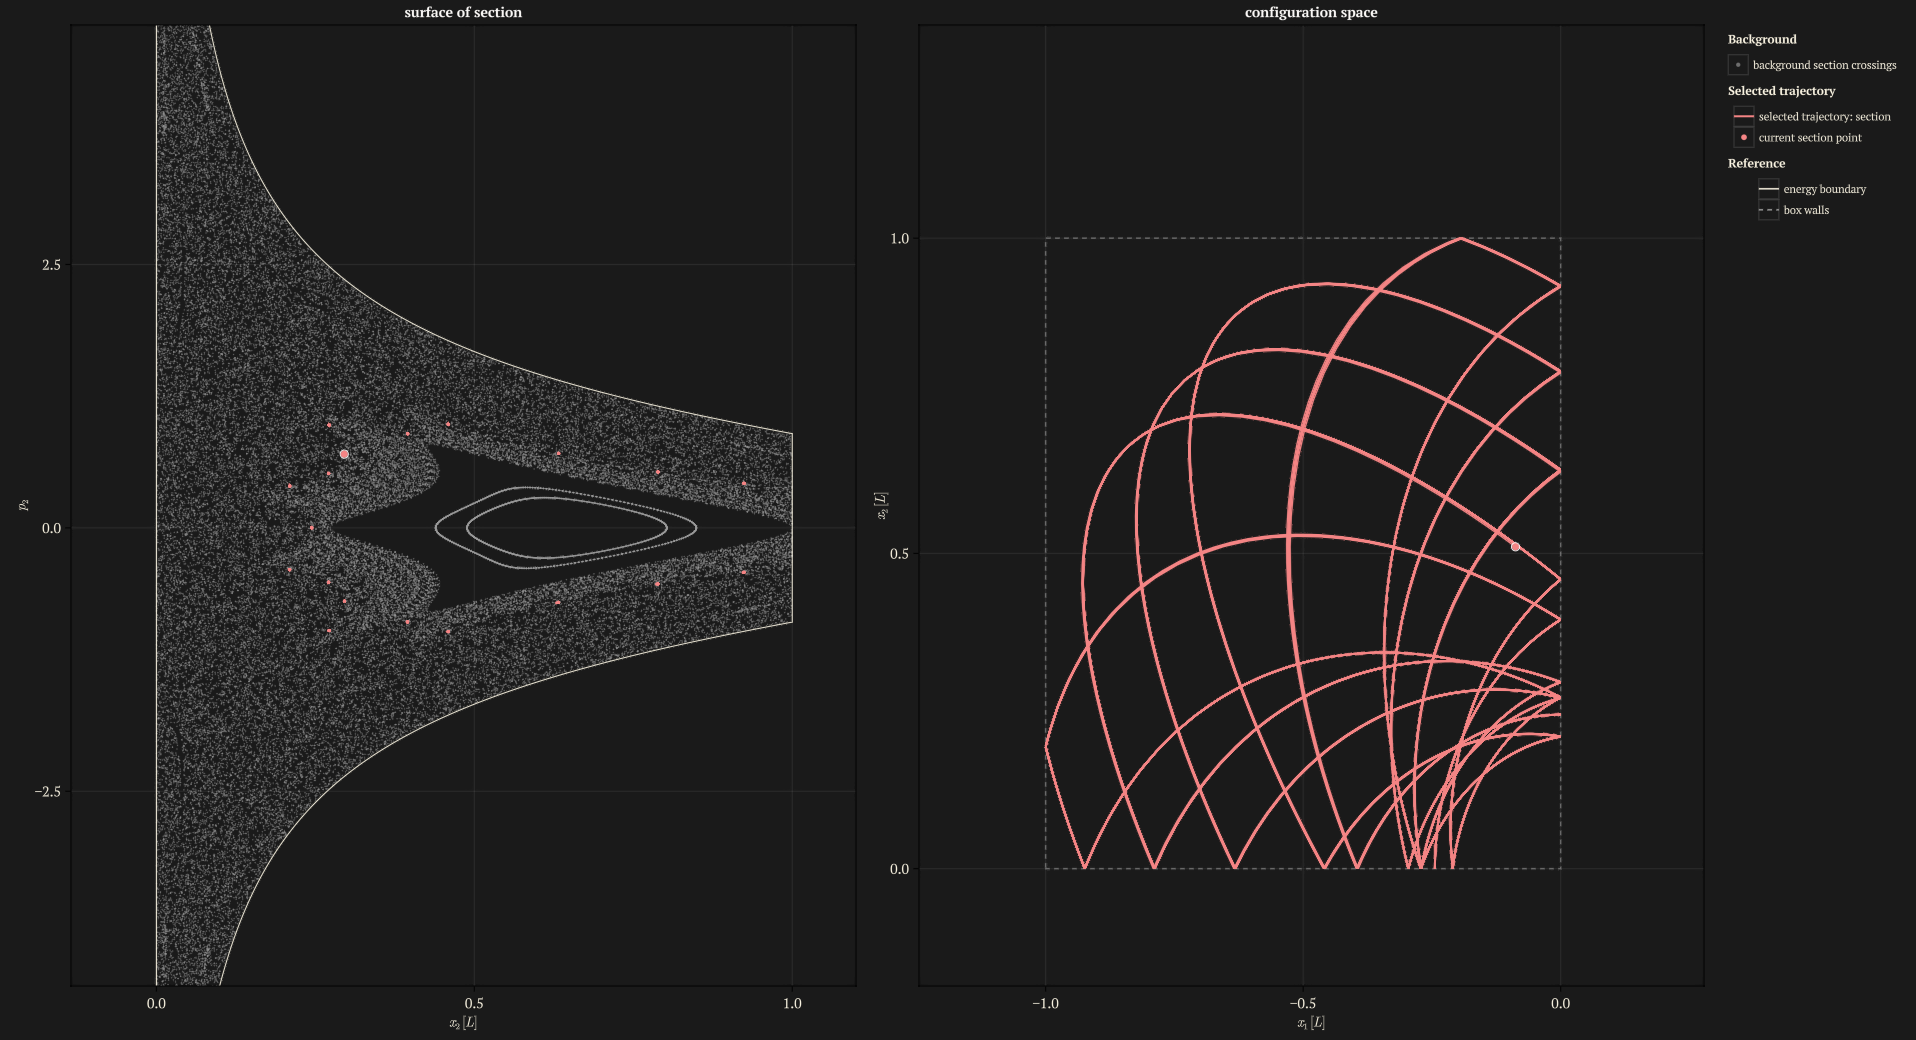 surface of section
2.5
0.0
−2.5
p₂
0.0
0.5
1.0
x₂ [L]
configuration space
1.0
0.5
0.0
x₂ [L]
−1.0
−0.5
0.0
x₁ [L]
Background
background section crossings
Selected trajectory
selected trajectory: section
current section point
Reference
energy boundary
box walls